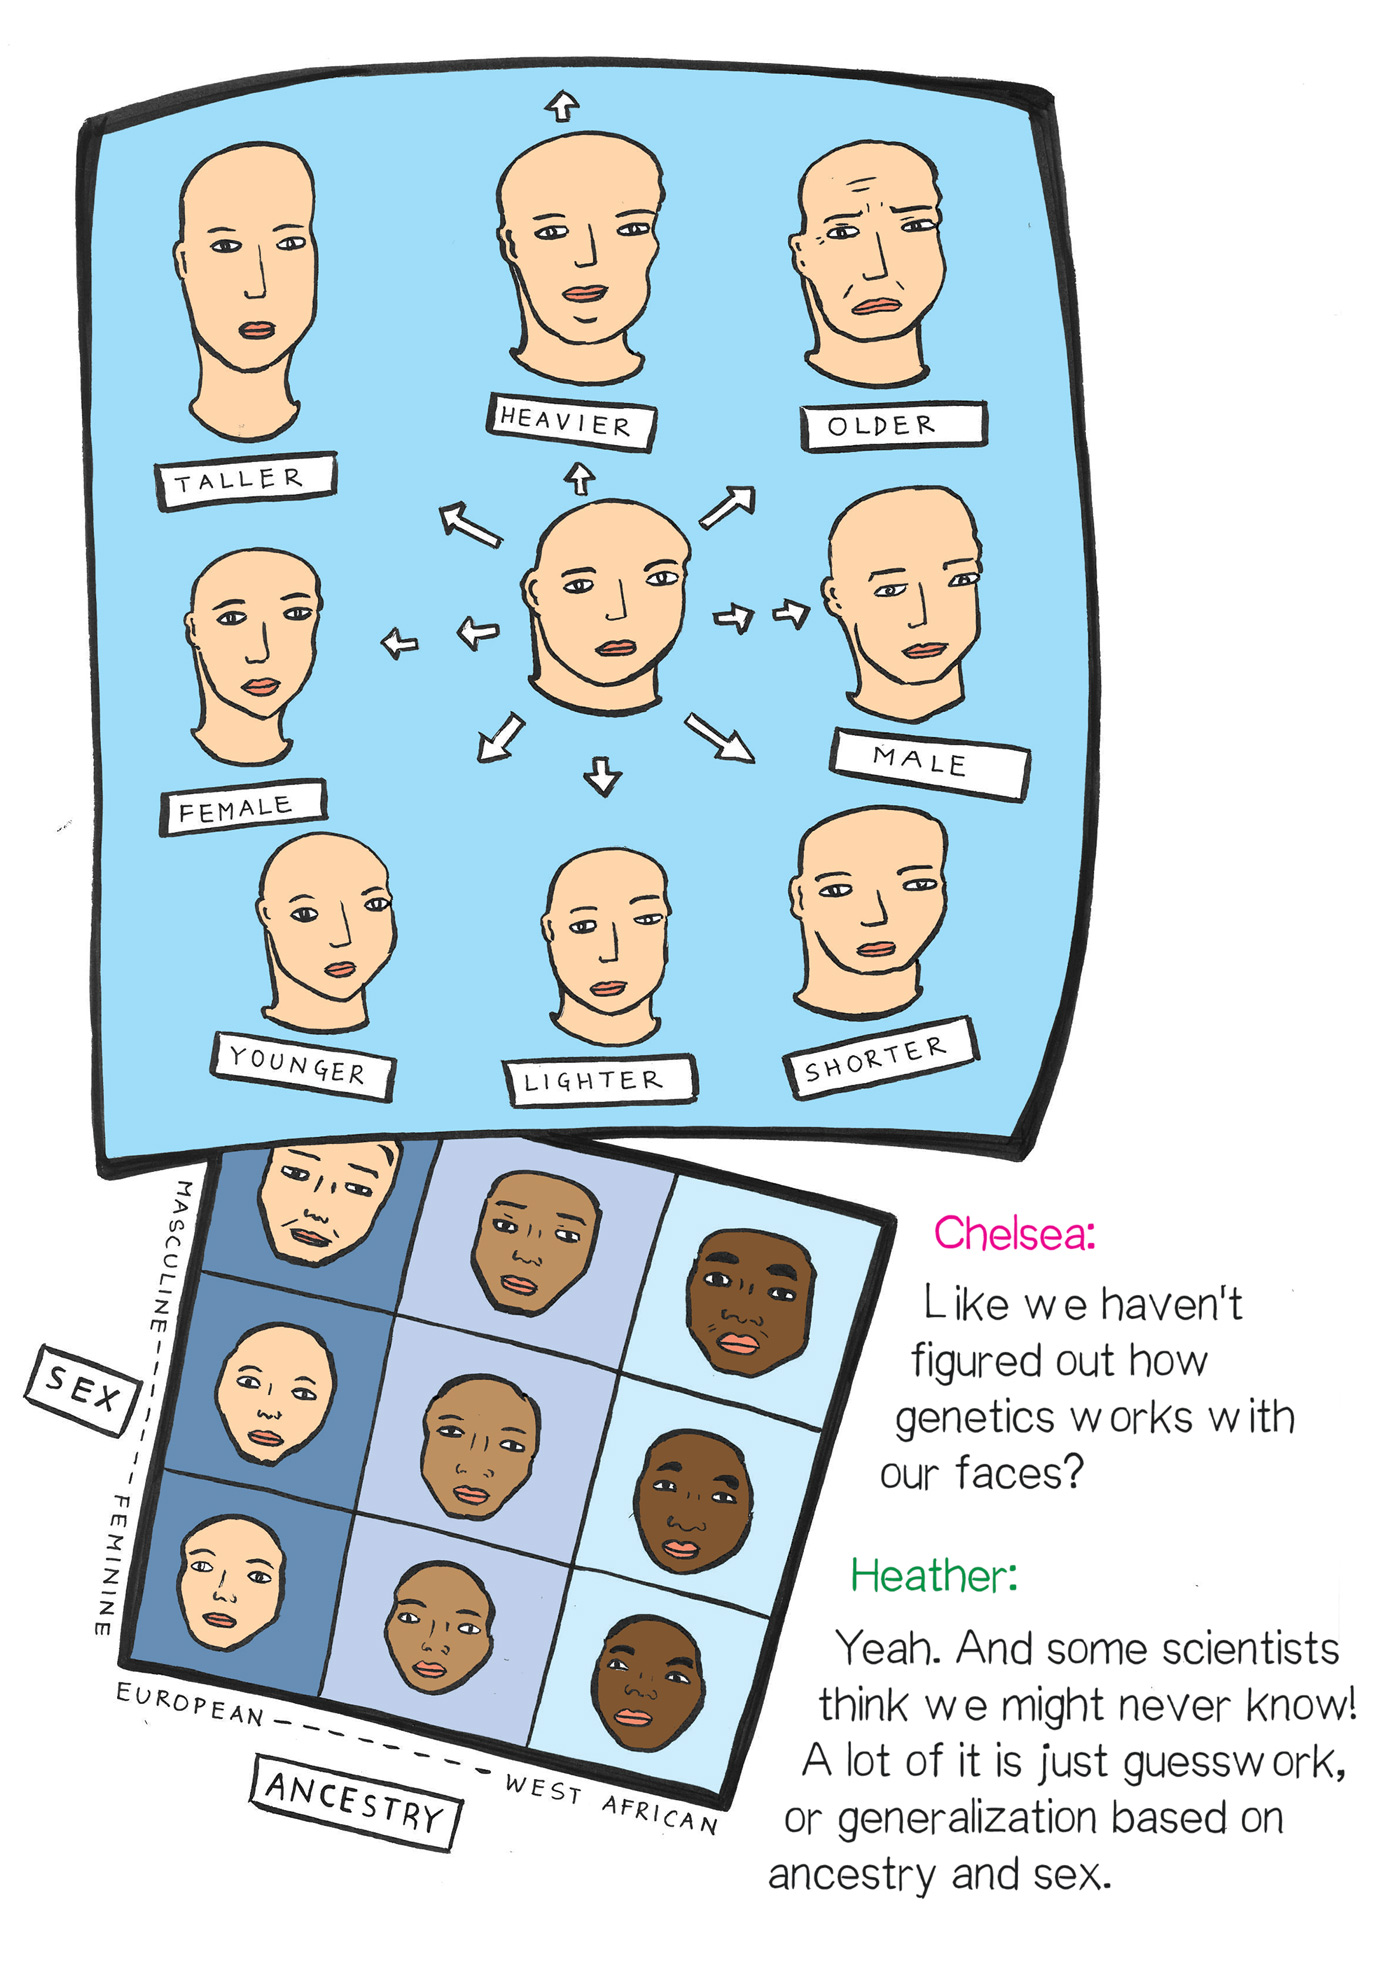 HEAVIER
OLDER
TALLER
MALE
FEMALE
YOUNGER
LIGHTER
SHORTER
MASCULINE
SEX
FEMININE
EUROPEAN
WEST AFRICAN
ANCESTRY
Chelsea:
Like we haven't
figured out how
genetics works with
our faces?
Heather:
Yeah. And some scientists
think we might never know!
A lot of it is just guesswork,
or generalization based on
ancestry and sex.